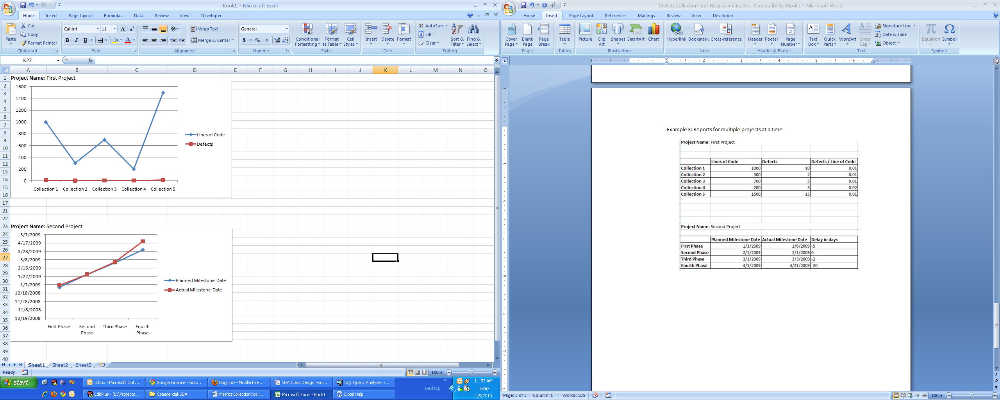 Book1 - Microsoft Excel
Home Insert Page Layout Formulas Data Review View Developer
Cut
Copy
Format Painter
Paste
Clipboard
Calibri 11
B I U
Font
Wrap Text
Merge & Center
Alignment
General
$ % ,
Number
Conditional Formatting
Format as Table
Cell Styles
Styles
Insert Delete Format
Cells
AutoSum
Fill
Clear
Sort & Filter
Find & Select
Editing
K27
fx
A B C D E F G H I J K L M N O
1 Project Name: First Project
2
3
4
5
6
7
8
9
10
11
12
13
14
15
16
17
21
22
23 Project Name: Second Project
24
25
26
27
28
29
30
31
32
33
34
35
36
37
38
39
40
1600
1400
1200
1000
800
600
400
200
0
Collection 1 Collection 2 Collection 3 Collection 4 Collection 5
Lines of Code
Defects
5/7/2009
4/17/2009
3/28/2009
3/8/2009
2/16/2009
1/27/2009
1/7/2009
12/18/2008
11/28/2008
11/8/2008
10/19/2008
First Phase Second Phase Third Phase Fourth Phase
Planned Milestone Date
Actual Milestone Date
Sheet1 Sheet2 Sheet3
Ready
100%
start
Inbox - Microsoft Out...
Google Finance - Goo...
BugFlow - Mozilla Fire...
SDA Class Design.vsd...
SQL Query Analyzer -...
EditPlus - [E:\Projects...
Commercial-SDA
MetricsCollectionTool...
Microsoft Excel - Book1
Excel Help
Desktop
11:53 AM
Friday
1/8/2010
MetricsCollectionTool_Requirements.doc [Compatibility Mode] - Microsoft Word
Home Insert Page Layout References Mailings Review View Developer
Cover Page
Blank Page
Page Break
Pages
Table
Tables
Picture
Clip Art
Shapes
SmartArt
Chart
Illustrations
Hyperlink Bookmark Cross-reference
Links
Header
Footer
Page Number
Header & Footer
Text Box
Quick Parts
WordArt
Drop Cap
Signature Line
Date & Time
Object
Text
Equation Symbol
Symbols
1 1 2 3 4 5 6 7
1
1
2
3
4
5
6
7
Example 3: Reports for multiple projects at a time
Project Name: First Project
Lines of Code Defects Defects / Line of Code
Collection 1 1000 10 0.01
Collection 2 300 2 0.01
Collection 3 700 5 0.01
Collection 4 200 3 0.02
Collection 5 1500 15 0.01
Project Name: Second Project
Planned Milestone Date Actual Milestone Date Delay in days
First Phase 1/1/2009 1/6/2009 -5
Second Phase 2/1/2009 2/1/2009 0
Third Phase 3/1/2009 3/3/2009 -2
Fourth Phase 4/1/2009 4/21/2009 -20
Page: 5 of 5 Column: 1 Words: 585
100%